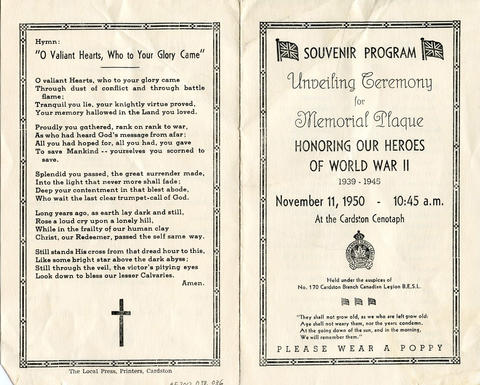 Hymn:
"O Valiant Hearts, Who to Your Glory Came"
O valiant Hearts, who to your glory came
Through dust of conflict and through battle
flame;
Tranquil you lie, your knightly virtue proved,
Your memory hallowed in the Land you loved.
Proudly you gathered, rank on rank to war,
As who had heard God's message from afar;
All you had hoped for, all you had, you gave
To save Mankind -- yourselves you scorned to
save.
Splendid you passed, the great surrender made,
Into the light that never more shall fade;
Deep your contentment in that blest abode,
Who wait the last clear trumpet-call of God.
Long years ago, as earth lay dark and still,
Rose a loud cry upon a lonely hill,
While in the frailty of our human clay
Christ, our Redeemer, passed the self same way.
Still stands His cross from that dread hour to this,
Like some bright star above the dark abyss;
Still through the veil, the victor's pitying eyes
Look down to bless our lesser Calvaries.
Amen.
The Local Press, Printers, Cardston
SOUVENIR PROGRAM
Unveiling Ceremony
for
Memorial Plaque
HONORING OUR HEROES
OF WORLD WAR II
1939 - 1945
November 11, 1950 - 10:45 a.m.
At the Cardston Cenotaph
Held under the auspices of
No. 170 Cardston Branch Canadian Legion B.E.S.L.
"They shall not grow old, as we who are left grow old:
Age shall not weary them, nor the years condemn.
At the going down of the sun, and in the morning,
We will remember them."
PLEASE WEAR A POPPY